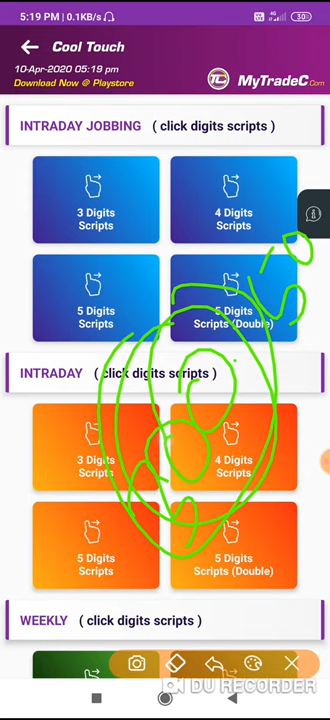 5:19 PM | 0.1KB/s
4G
30
Cool Touch
10-Apr-2020 05:19 pm
Download Now @ Playstore
TC
MyTradeC.Com
INTRADAY JOBBING ( click digits scripts )
3 Digits
Scripts
4 Digits
Scripts
5 Digits
Scripts
5 Digits
Scripts (Double)
INTRADAY ( click digits scripts )
3 Digits
Scripts
4 Digits
Scripts
5 Digits
Scripts
5 Digits
Scripts (Double)
WEEKLY ( click digits scripts )
DU RECORDER